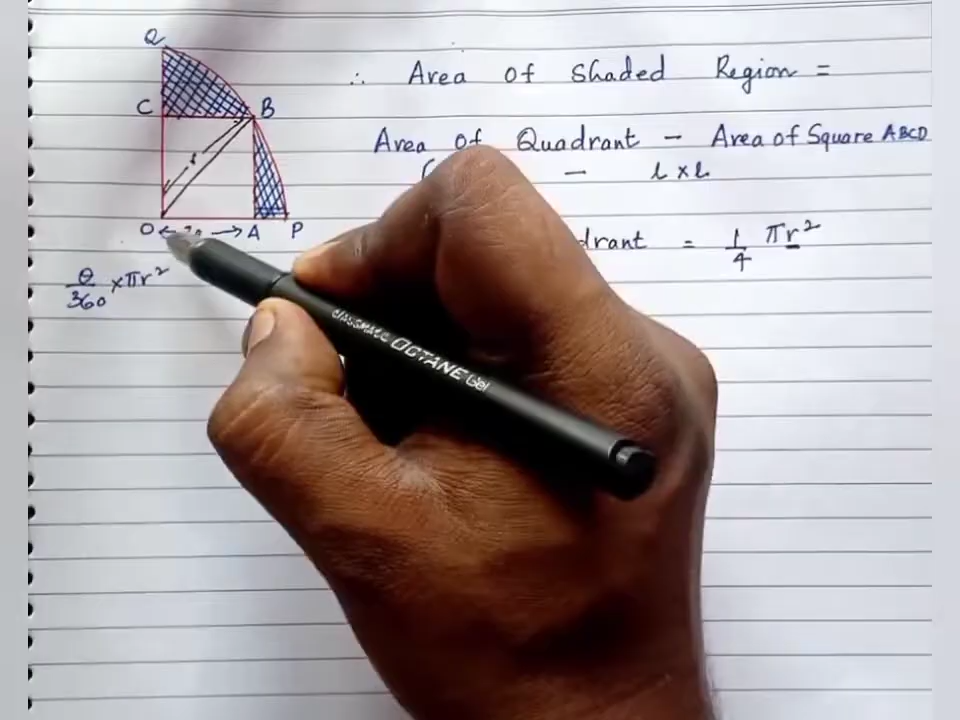 Q
∴ Area of Shaded Region =
C B
Area of Quadrant - Area of Square ABCD
r
- l x l
O A P
drant = 1/4 πr²
θ/360 × πr²
CLASSMATE OCTANE Gel